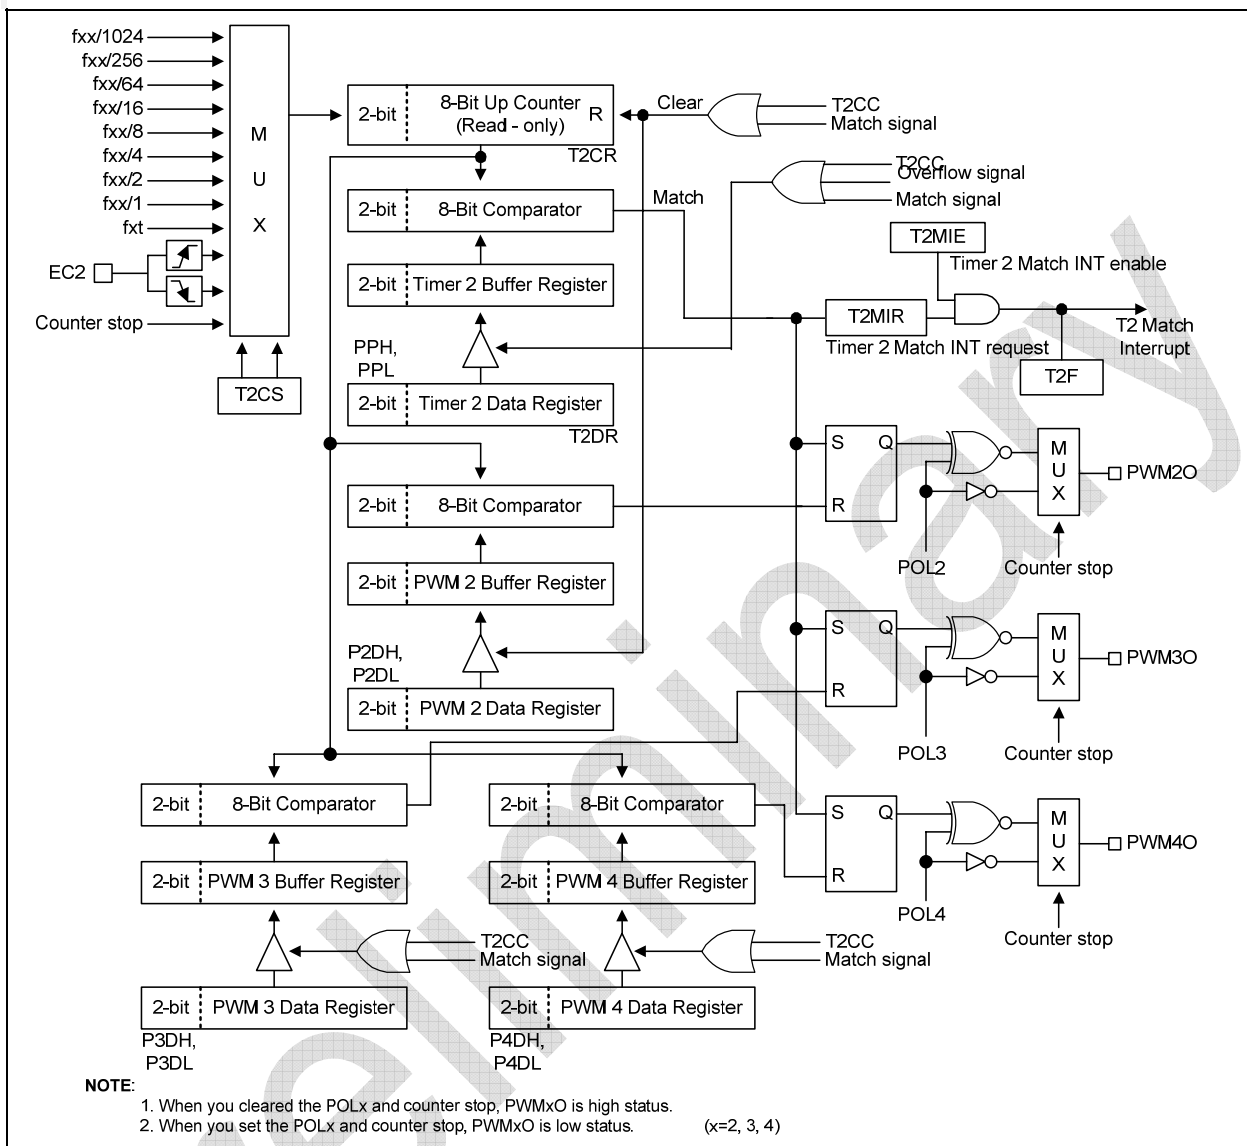 fxx/1024
fxx/256
fxx/64
fxx/16
fxx/8
fxx/4
fxx/2
fxx/1
fxt
EC2
Counter stop
M
U
X
T2CS
2-bit
8-Bit Up Counter
(Read - only)
R
T2CR
Clear
T2CC
Match signal
T2CC
Overflow signal
Match signal
2-bit
8-Bit Comparator
Match
2-bit
Timer 2 Buffer Register
PPH,
PPL
2-bit
Timer 2 Data Register
T2DR
T2MIE
Timer 2 Match INT enable
T2MIR
Timer 2 Match INT request
T2 Match
Interrupt
T2F
2-bit
8-Bit Comparator
2-bit
PWM 2 Buffer Register
P2DH,
P2DL
2-bit
PWM 2 Data Register
S
Q
R
POL2
M
U
X
Counter stop
PWM2O
S
Q
R
POL3
M
U
X
Counter stop
PWM3O
2-bit
8-Bit Comparator
2-bit
PWM 3 Buffer Register
T2CC
Match signal
2-bit
PWM 3 Data Register
P3DH,
P3DL
2-bit
8-Bit Comparator
2-bit
PWM 4 Buffer Register
T2CC
Match signal
2-bit
PWM 4 Data Register
P4DH,
P4DL
S
Q
R
POL4
M
U
X
Counter stop
PWM4O
NOTE:
1. When you cleared the POLx and counter stop, PWMxO is high status.
2. When you set the POLx and counter stop, PWMxO is low status. (x=2, 3, 4)
reliminary